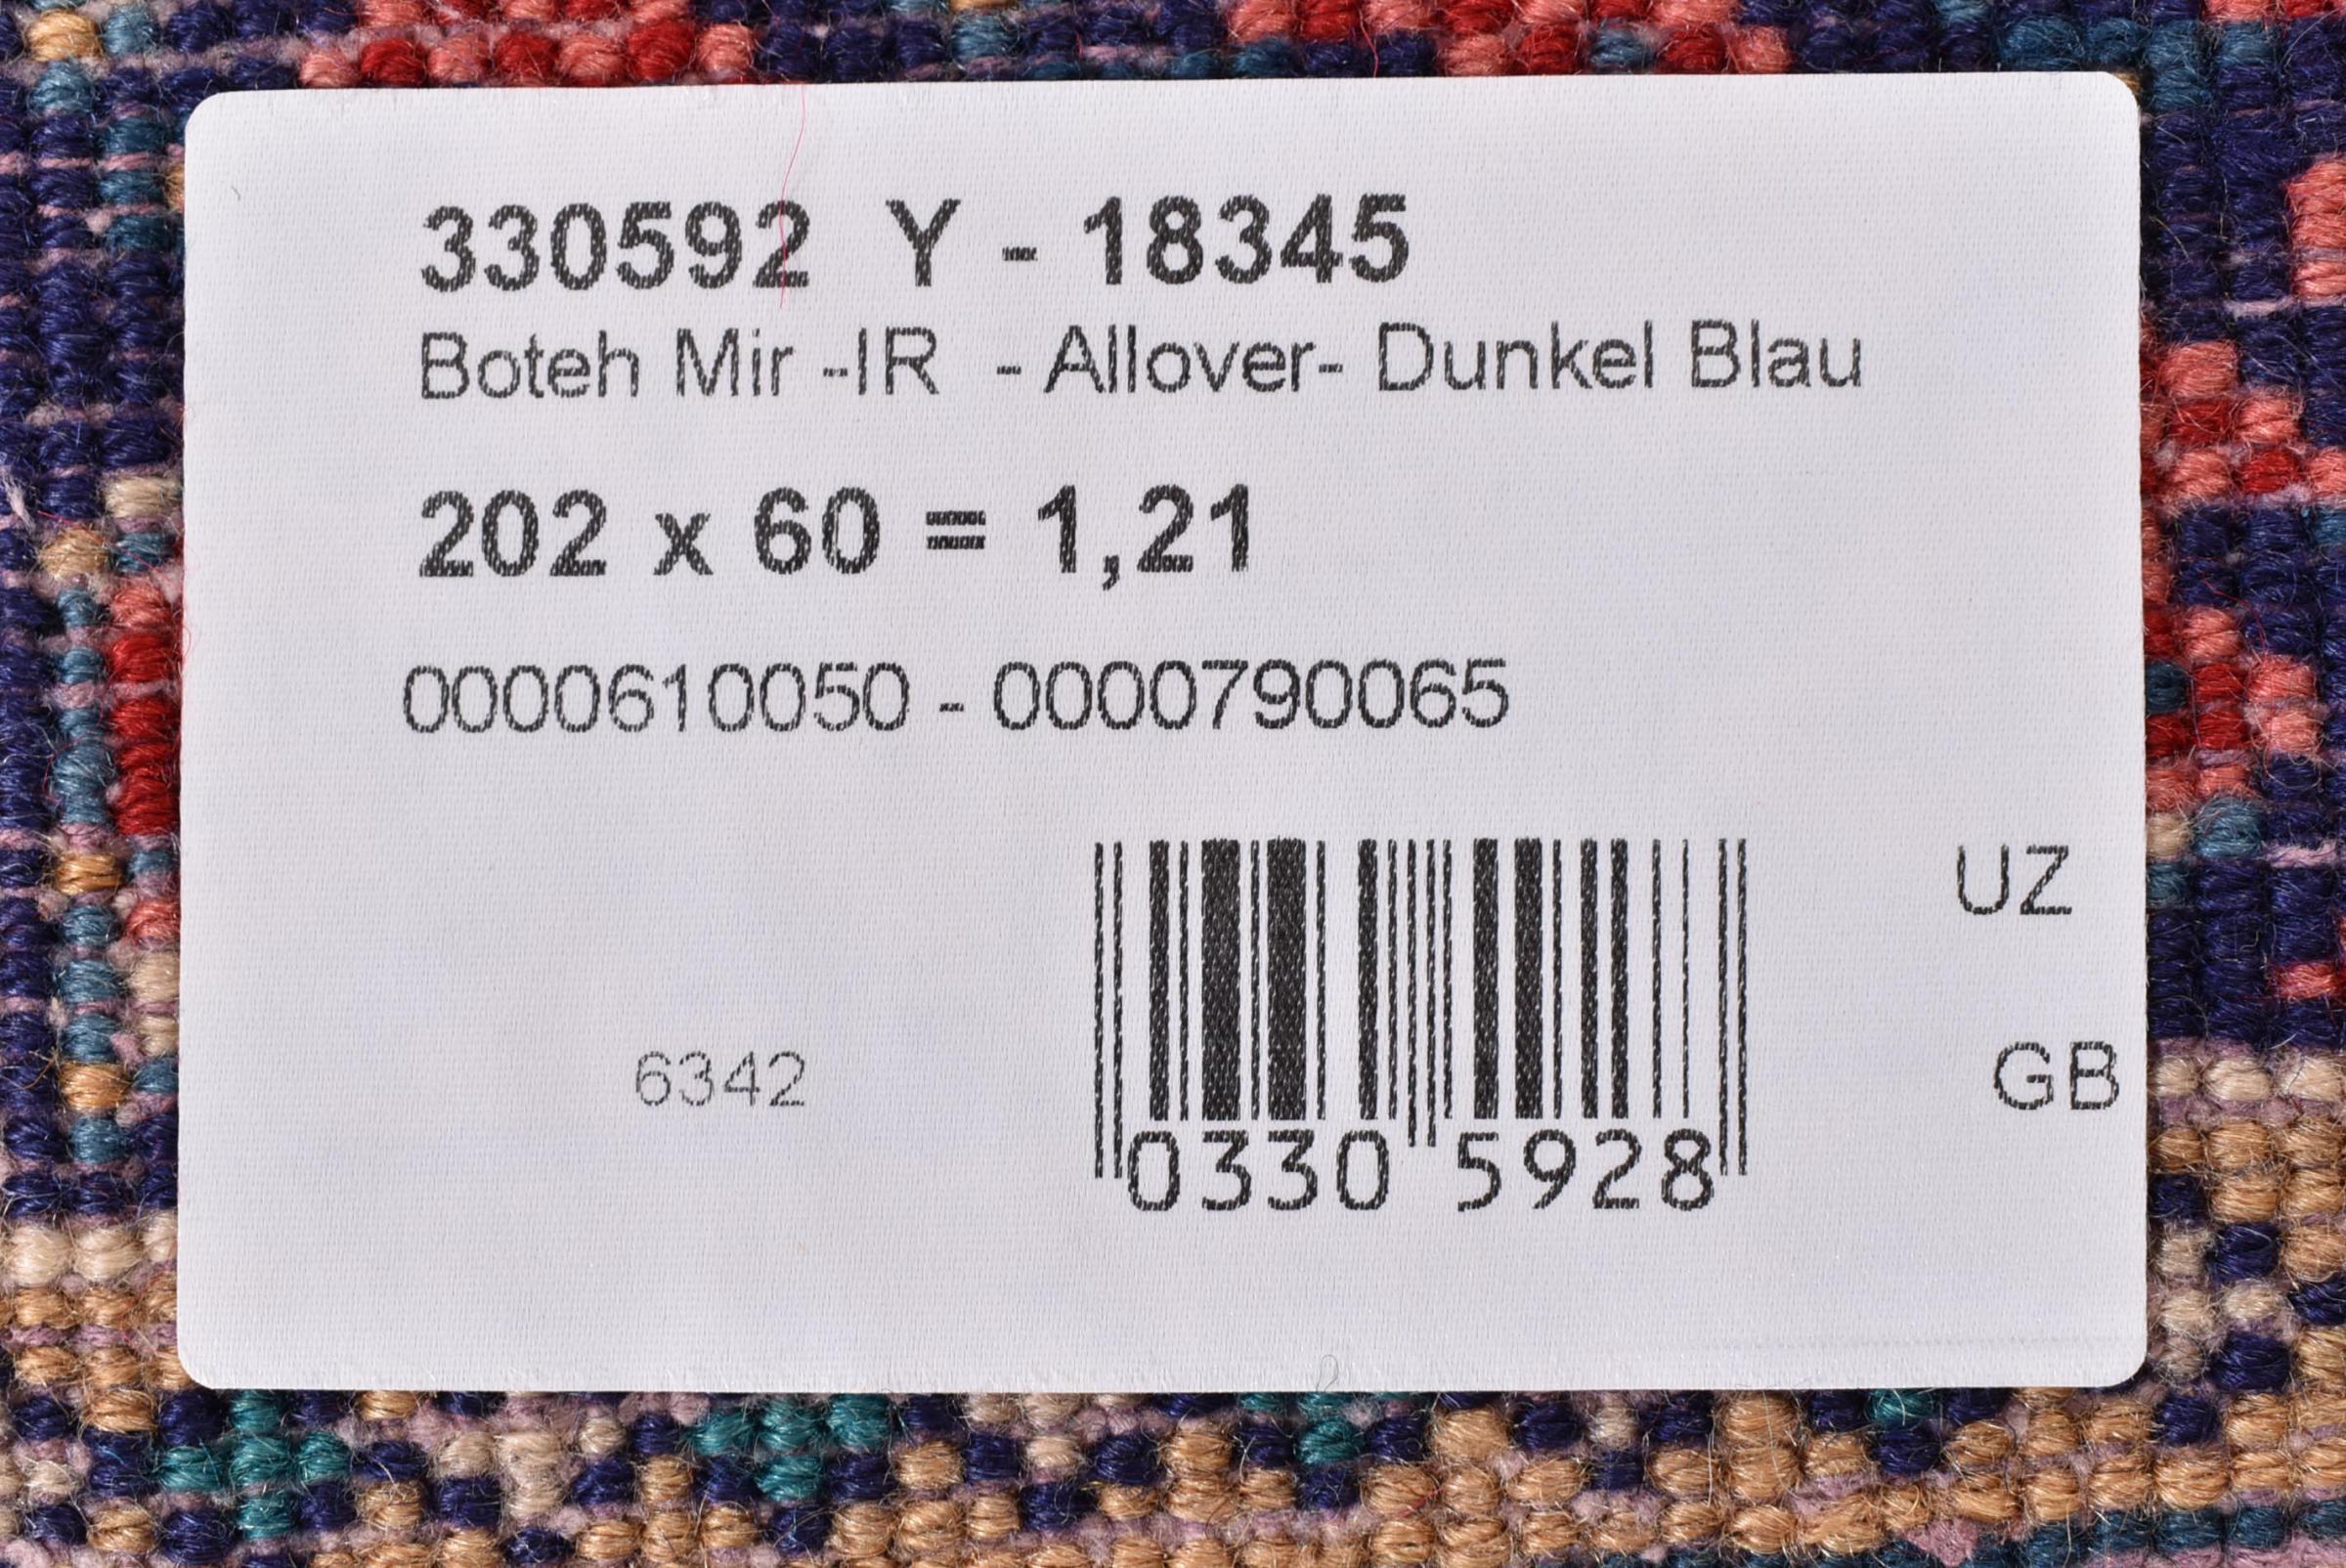 330592 Y - 18345
Boteh Mir -IR - Allover- Dunkel Blau
202 x 60 = 1,21
0000610050 - 0000790065
UZ
6342
GB
0330 5928